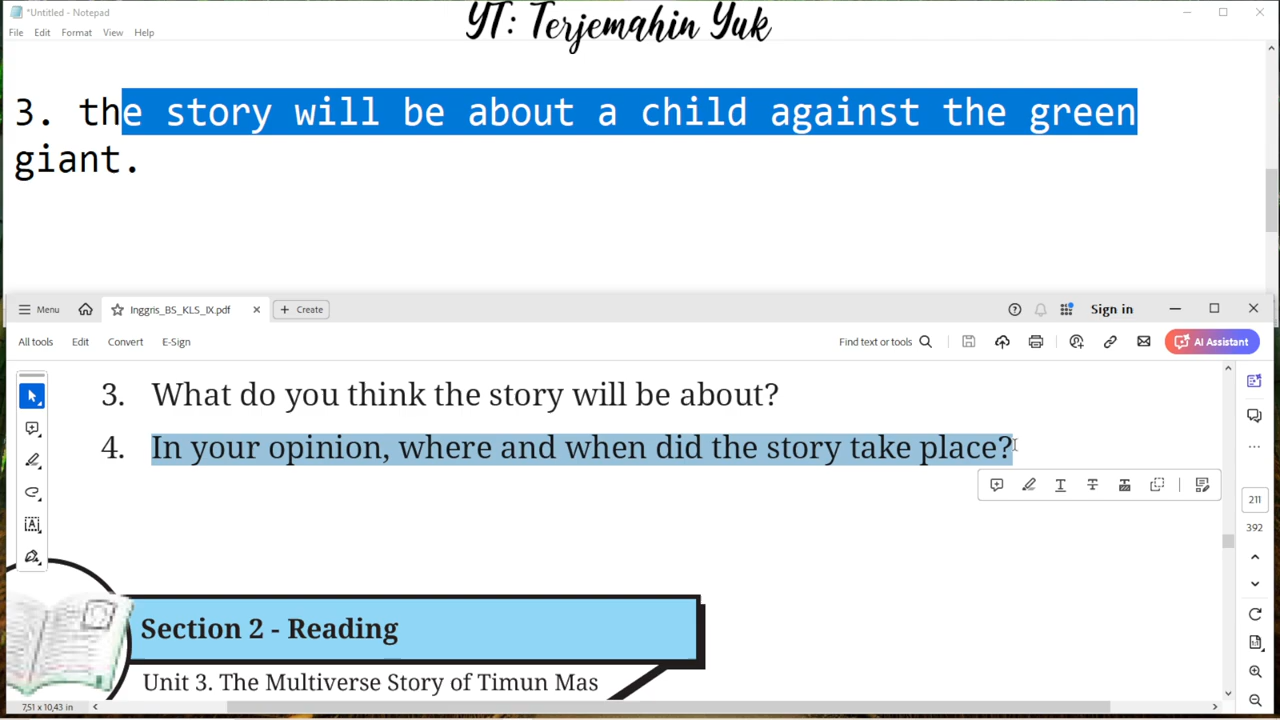 *Untitled - Notepad
YT: Terjemahin Yuk
File Edit Format View Help
3. the story will be about a child against the green
giant.
Menu
Inggris_BS_KLS_IX.pdf
Create
Sign in
All tools Edit Convert E-Sign
Find text or tools
AI Assistant
3. What do you think the story will be about?
4. In your opinion, where and when did the story take place?
211
392
Section 2 - Reading
Unit 3. The Multiverse Story of Timun Mas
7,51 x 10,43 in